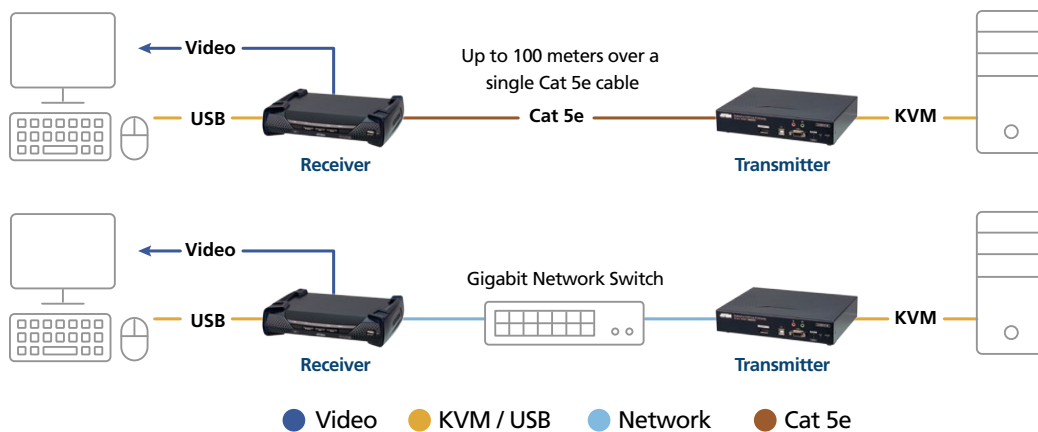 Video
Up to 100 meters over a
single Cat 5e cable
USB
Cat 5e
KVM
Receiver
Transmitter
Video
Gigabit Network Switch
USB
KVM
Receiver
Transmitter
Video
KVM / USB
Network
Cat 5e